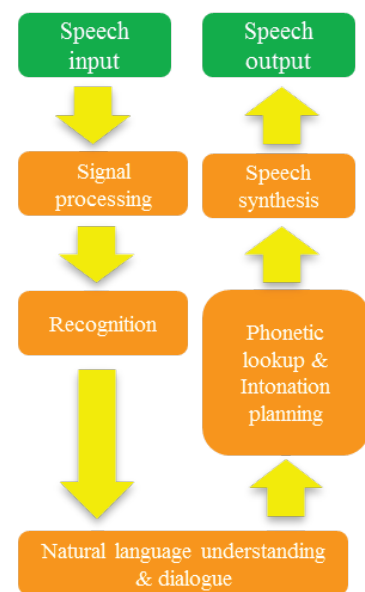 Speech
input
Signal
processing
Recognition
Natural language understanding
& dialogue
Phonetic
lookup &
Intonation
planning
Speech
synthesis
Speech
output